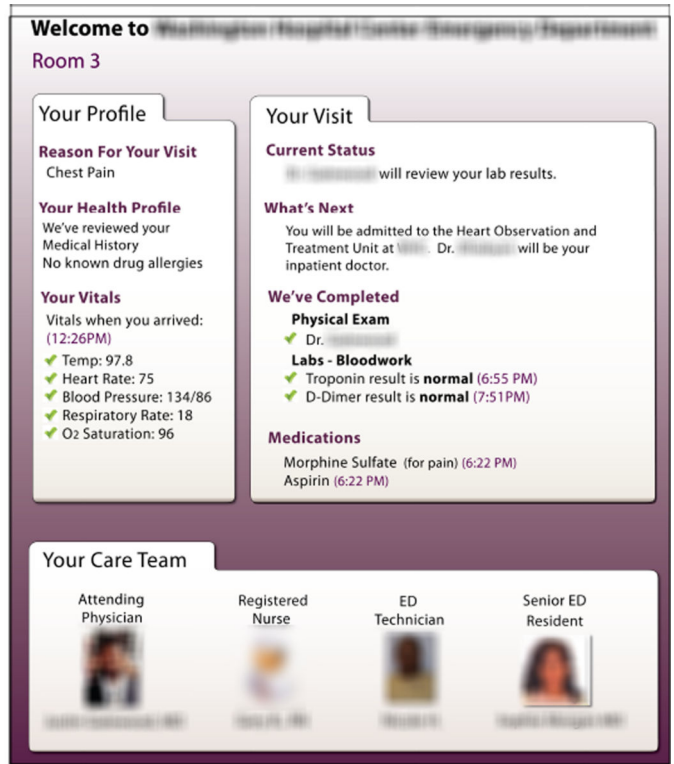 Welcome to
Room 3
Your Profile
Reason For Your Visit
Chest Pain
Your Health Profile
We've reviewed your
Medical History
No known drug allergies
Your Vitals
Vitals when you arrived:
(12:26PM)
Temp: 97.8
Heart Rate: 75
Blood Pressure: 134/86
Respiratory Rate: 18
O2 Saturation: 96
Your Visit
Current Status
will review your lab results.
What's Next
You will be admitted to the Heart Observation and
Treatment Unit at . Dr. will be your
inpatient doctor.
We've Completed
Physical Exam
Dr.
Labs - Bloodwork
Troponin result is normal (6:55 PM)
D-Dimer result is normal (7:51PM)
Medications
Morphine Sulfate (for pain) (6:22 PM)
Aspirin (6:22 PM)
Your Care Team
Attending
Physician
Registered
Nurse
ED
Technician
Senior ED
Resident